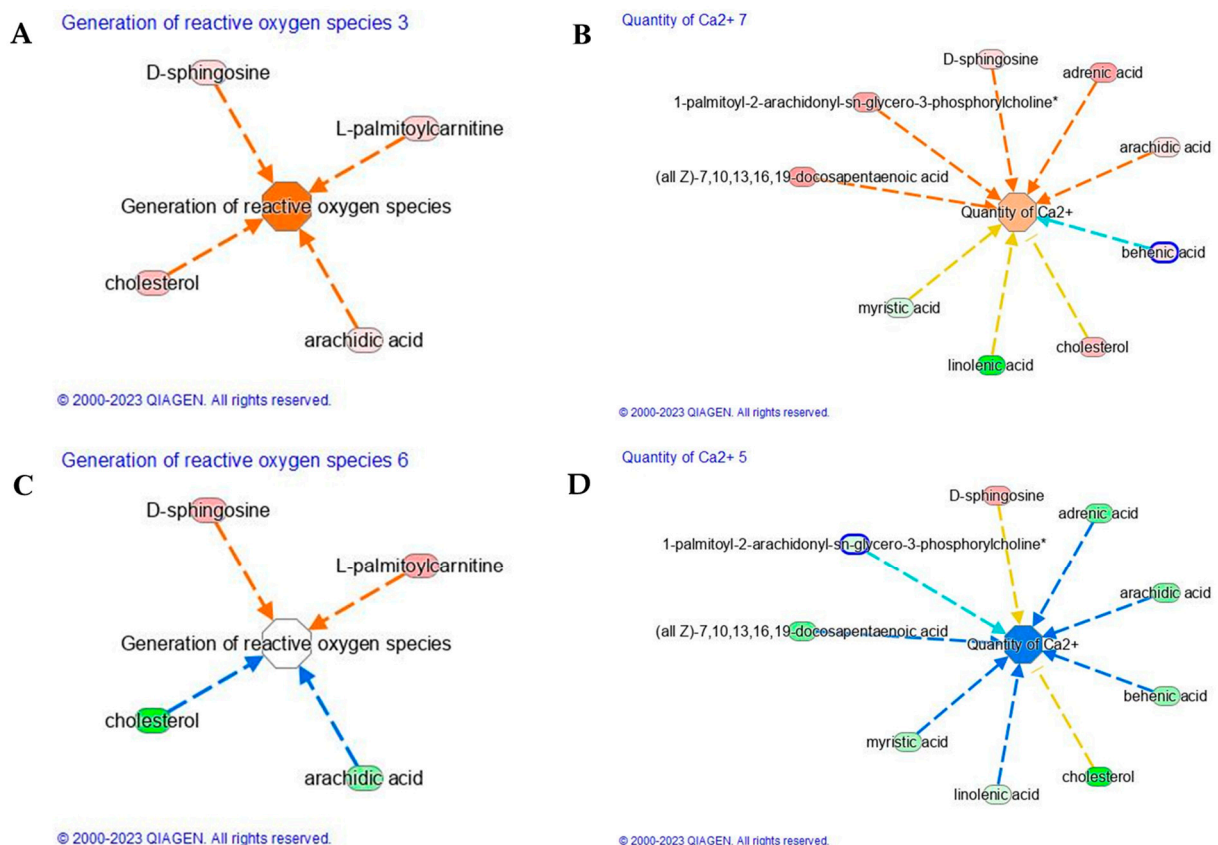 A
Generation of reactive oxygen species 3
D-sphingosine
L-palmitoylcarnitine
Generation of reactive oxygen species
cholesterol
arachidic acid
© 2000-2023 QIAGEN. All rights reserved.
B
Quantity of Ca2+ 7
D-sphingosine
adrenic acid
1-palmitoyl-2-arachidonyl-sn-glycero-3-phosphorylcholine*
arachidic acid
(all Z)-7,10,13,16,19-docosapentaenoic acid
Quantity of Ca2+
behenic acid
myristic acid
cholesterol
linolenic acid
© 2000-2023 QIAGEN. All rights reserved.
C
Generation of reactive oxygen species 6
D-sphingosine
L-palmitoylcarnitine
Generation of reactive oxygen species
cholesterol
arachidic acid
© 2000-2023 QIAGEN. All rights reserved.
D
Quantity of Ca2+ 5
D-sphingosine
adrenic acid
1-palmitoyl-2-arachidonyl-sn-glycero-3-phosphorylcholine*
arachidic acid
(all Z)-7,10,13,16,19-docosapentaenoic acid
Quantity of Ca2+
behenic acid
myristic acid
cholesterol
linolenic acid
© 2000-2023 QIAGEN. All rights reserved.